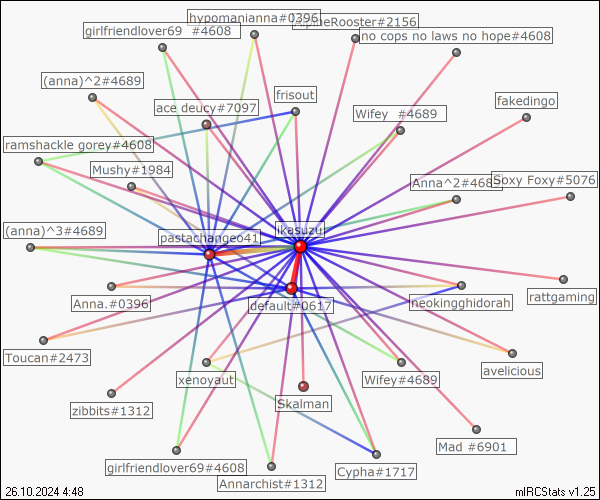 hypomanianna#0396
AlpineRooster#2156
girlfriendlover69 #4608
no cops no laws no hope#4608
(anna)^2#4689
frisout
ace deucy#7097
fakedingo
Wifey #4689
ramshackle gorey#4608
Mushy#1984
Anna^2#4689
Soxy Foxy#5076
(anna)^3#4689
ikasuzu
pastachangeo41
Anna.#0396
default#0617
neokingghidorah
rattgaming
Toucan#2473
avelicious
xenoyaut
Wifey#4689
zibbits#1312
Skalman
Mad #6901
girlfriendlover69#4608
Cypha#1717
Annarchist#1312
26.10.2024 4:48
mIRCStats v1.25